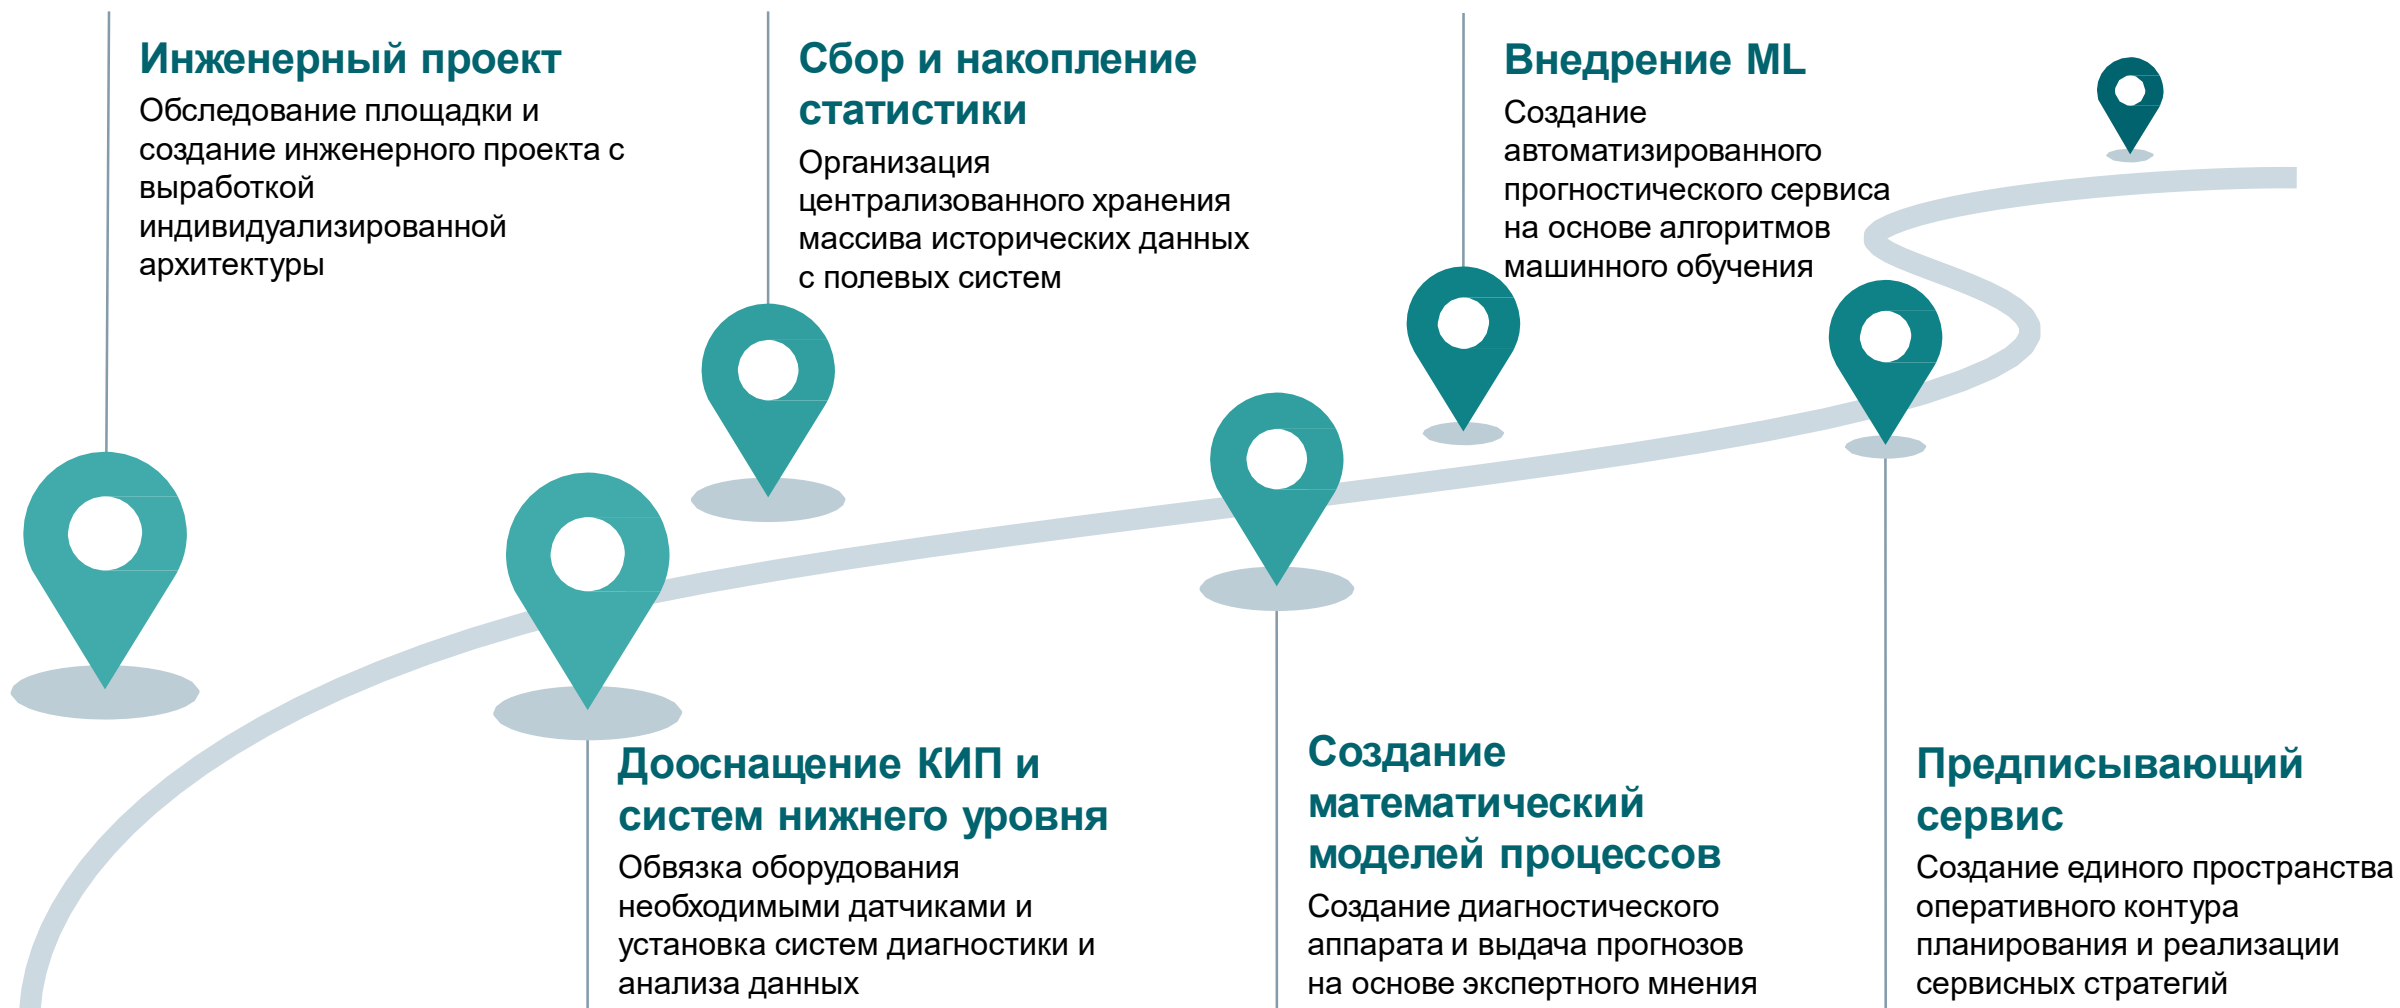 Инженерный проект
Обследование площадки и
создание инженерного проекта с
выработкой
индивидуализированной
архитектуры
Сбор и накопление
статистики
Организация
централизованного хранения
массива исторических данных
с полевых систем
Внедрение ML
Создание
автоматизированного
прогностического сервиса
на основе алгоритмов
машинного обучения
Дооснащение КИП и
систем нижнего уровня
Обвязка оборудования
необходимыми датчиками и
установка систем диагностики и
анализа данных
Создание
математический
моделей процессов
Создание диагностического
аппарата и выдача прогнозов
на основе экспертного мнения
Предписывающий
сервис
Создание единого пространства
оперативного контура
планирования и реализации
сервисных стратегий